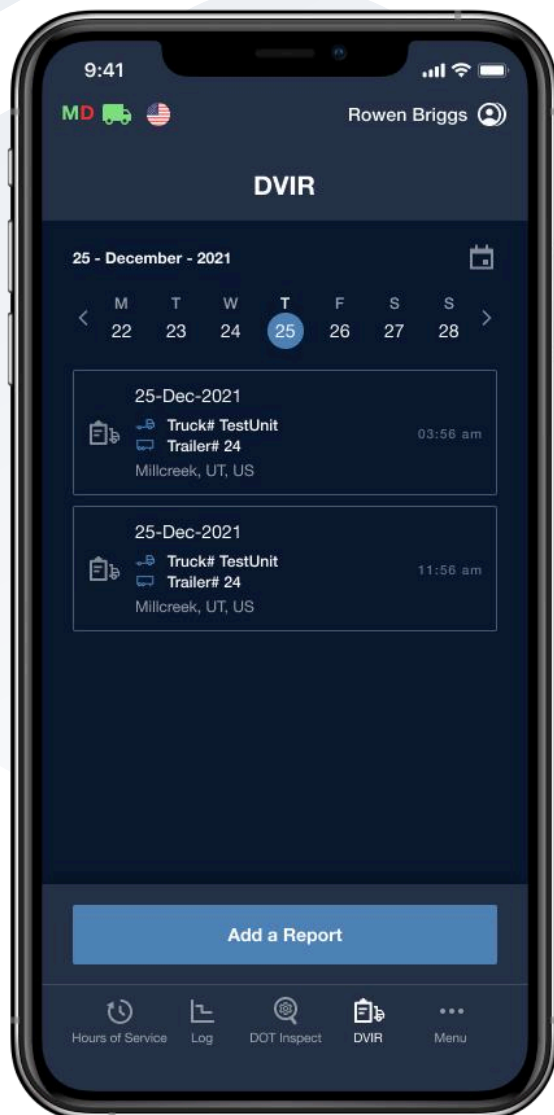 9:41
MD Rowen Briggs
DVIR
25 - December - 2021
M T W T F S S
22 23 24 25 26 27 28
25-Dec-2021
Truck# TestUnit
03:56 am
Trailer# 24
Millcreek, UT, US
25-Dec-2021
Truck# TestUnit
11:56 am
Trailer# 24
Millcreek, UT, US
Add a Report
Hours of Service Log DOT Inspect DVIR Menu